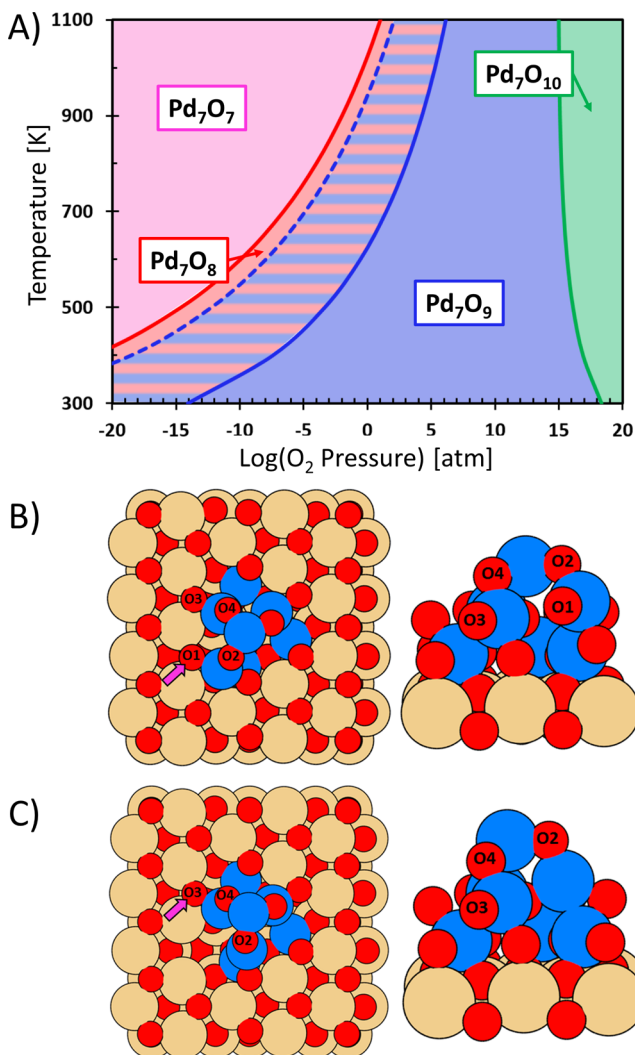 A)
1100
900
700
500
300
Temperature [K]
Pd₇O₇
Pd₇O₈
Pd₇O₉
Pd₇O₁₀
-20
-15
-10
-5
0
5
10
15
20
Log(O₂ Pressure) [atm]
B)
O3
O4
O1
O2
O2
O4
O1
O3
C)
O3
O4
O2
O2
O4
O3